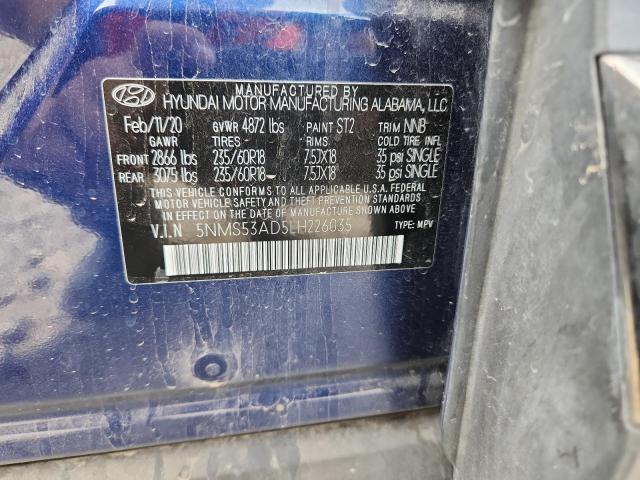 MANUFACTURED BY
HYUNDAI MOTOR MANUFACTURING ALABAMA, LLC
Feb/11/20 GVWR 4872 lbs PAINT ST2 TRIM NNB
GAWR TIRES RIMS COLD TIRE INFL
FRONT 2866 lbs 235/60R18 7.5JX18 35 psi SINGLE
REAR 3075 lbs 235/60R18 7.5JX18 35 psi SINGLE
THIS VEHICLE CONFORMS TO ALL APPLICABLE U.S.A. FEDERAL
MOTOR VEHICLE SAFETY AND THEFT PREVENTION STANDARDS
IN EFFECT ON THE DATE OF MANUFACTURE SHOWN ABOVE.
V.I.N 5NMS53AD5LH226035 TYPE: MPV